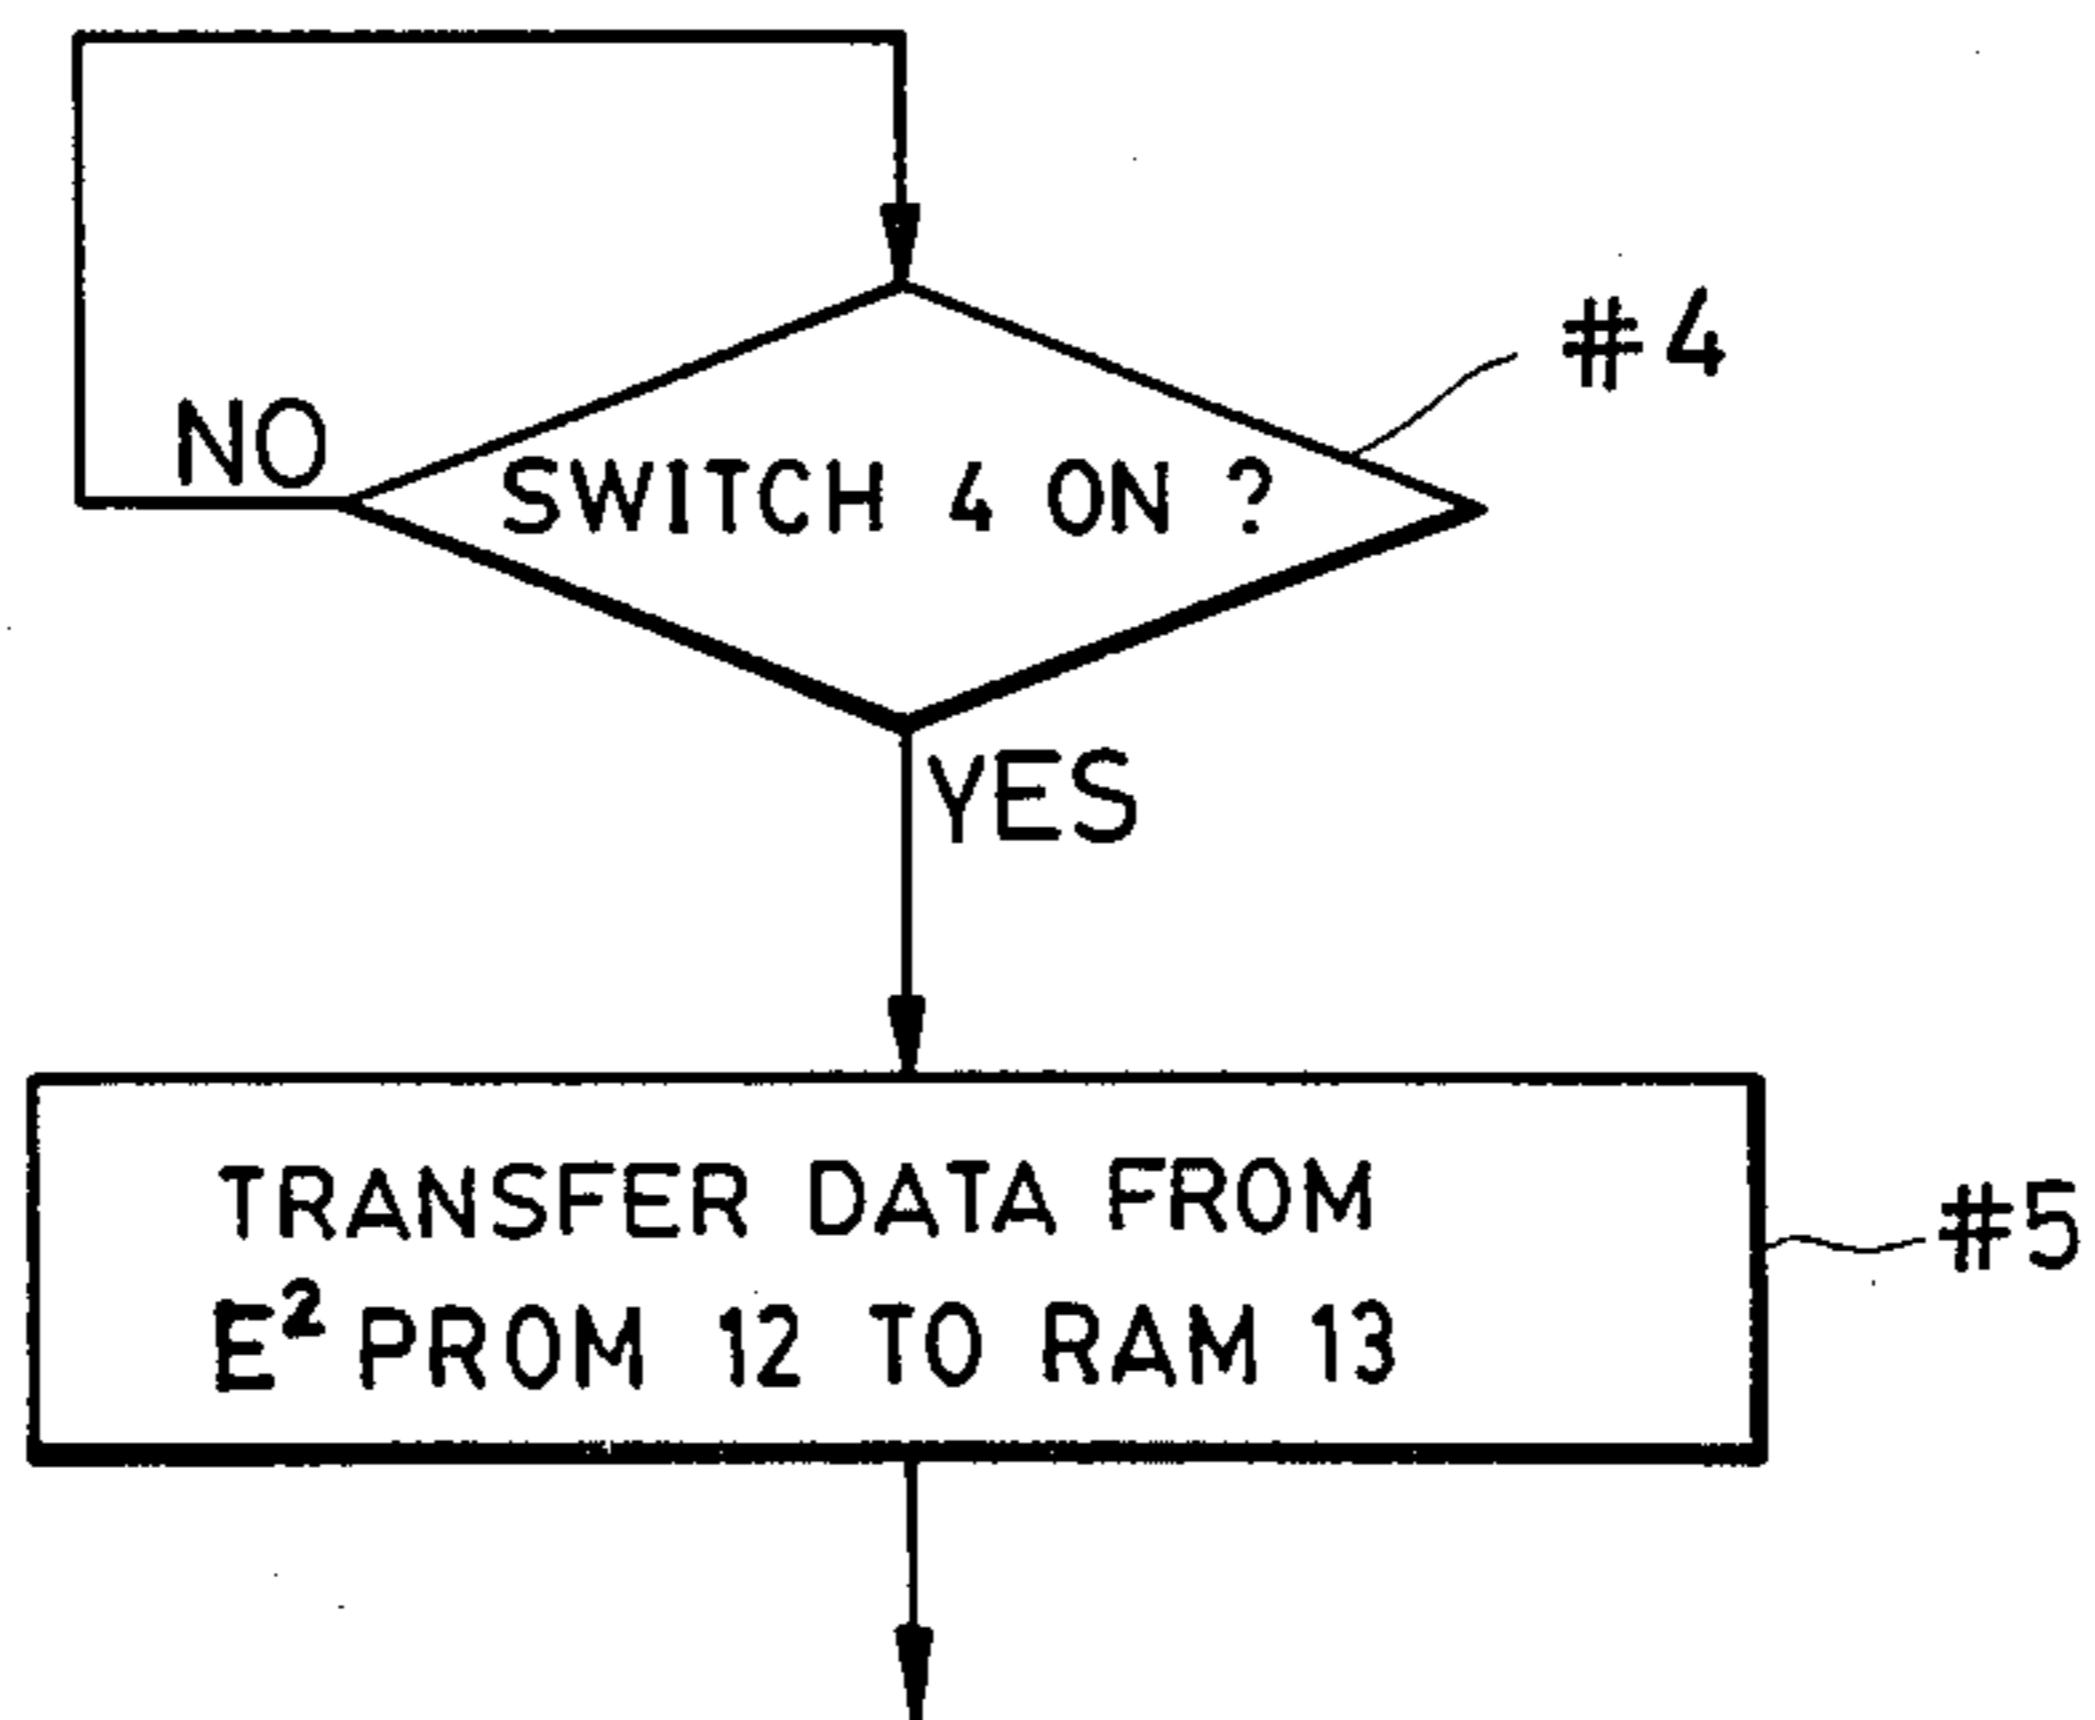 #4
NO
SWITCH 4 ON ?
YES
TRANSFER DATA FROM
E² PROM 12 TO RAM 13
#5